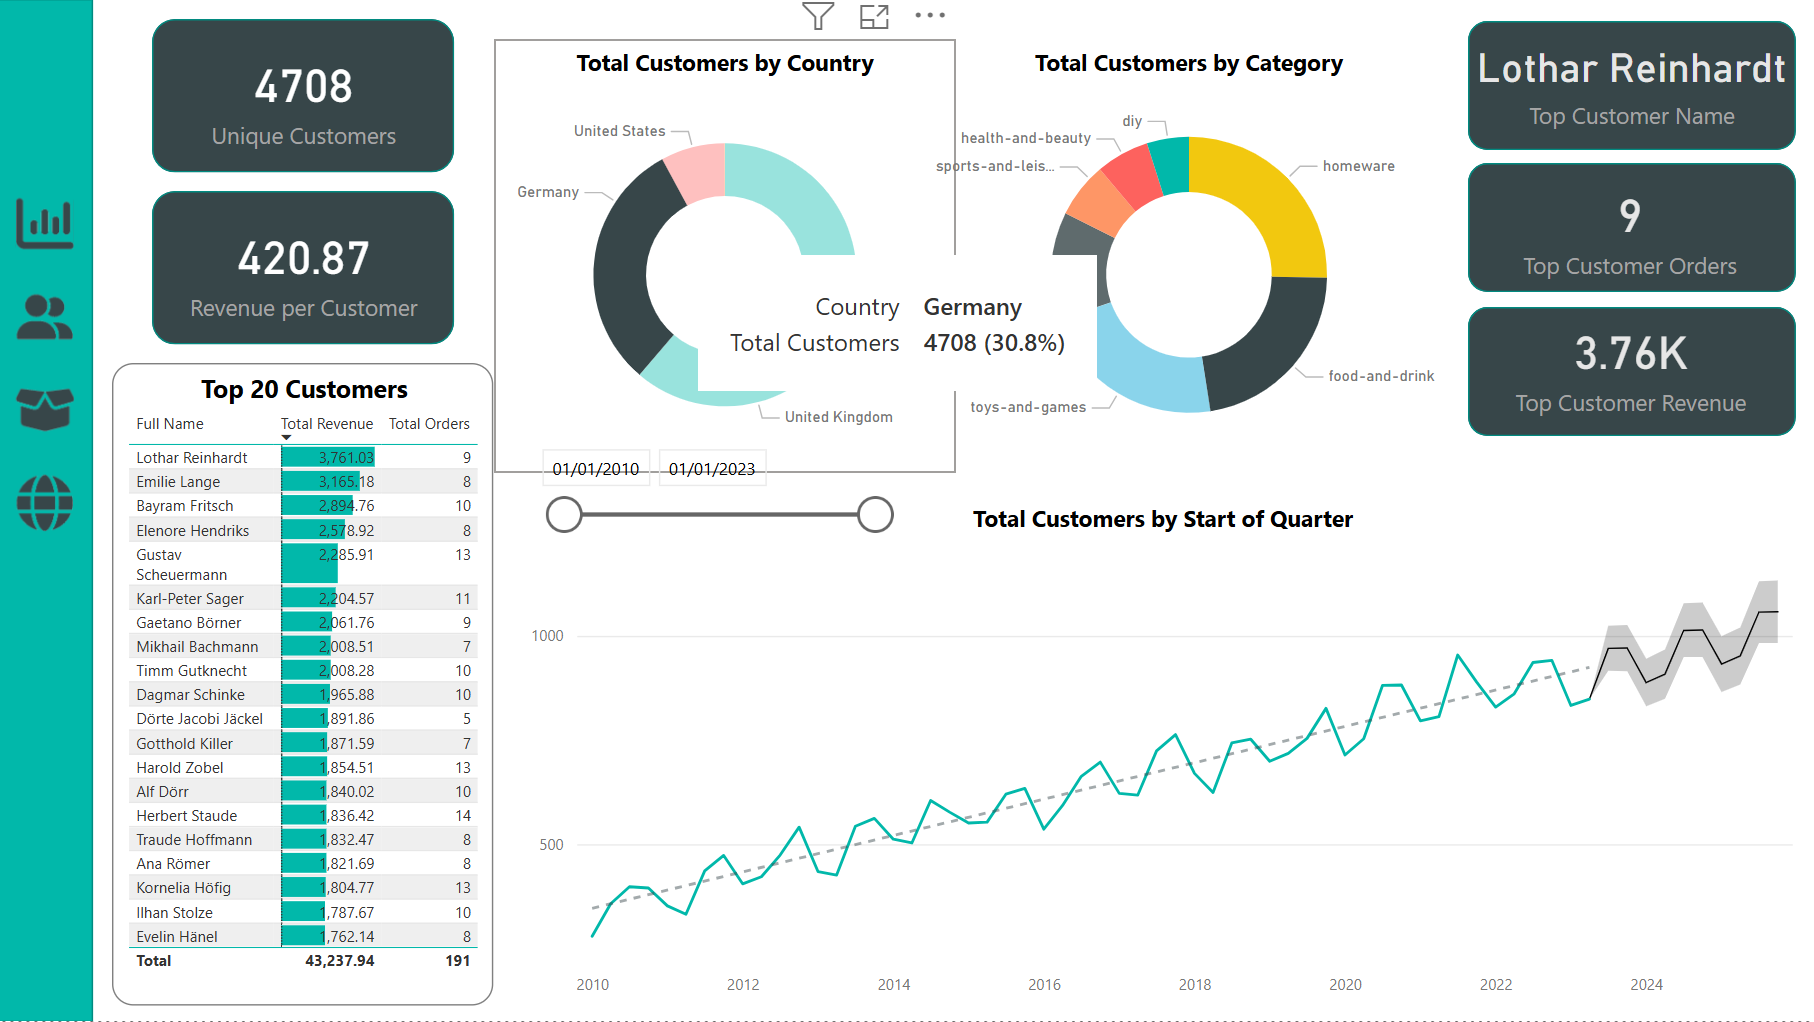 4708
Unique Customers
420.87
Revenue per Customer
Top 20 Customers
Full Name Total Revenue Total Orders
Lothar Reinhardt 3,761.03 9
Emilie Lange 3,165.18 8
Bayram Fritsch 2,894.76 10
Elenore Hendriks 2,578.92 8
Gustav 2,285.91 13
Scheuermann
Karl-Peter Sager 2,204.57 11
Gaetano Börner 2,061.76 9
Mikhail Bachmann 2,008.51 7
Timm Gutknecht 2,008.28 10
Dagmar Schinke 1,965.88 10
Dörte Jacobi Jäckel 1,891.86 5
Gotthold Killer 1,871.59 7
Harold Zobel 1,854.51 13
Alf Dörr 1,840.02 10
Herbert Staude 1,836.42 14
Traude Hoffmann 1,832.47 8
Ana Römer 1,821.69 8
Kornelia Höfig 1,804.77 13
Ilhan Stolze 1,787.67 10
Evelin Hänel 1,762.14 8
Total 43,237.94 191
Total Customers by Country
United States
Germany
United Kingdom
Country Germany
Total Customers 4708 (30.8%)
Total Customers by Category
diy
health-and-beauty
sports-and-leis...
homeware
food-and-drink
toys-and-games
Lothar Reinhardt
Top Customer Name
9
Top Customer Orders
3.76K
Top Customer Revenue
01/01/2010 01/01/2023
Total Customers by Start of Quarter
1000
500
2010 2012 2014 2016 2018 2020 2022 2024